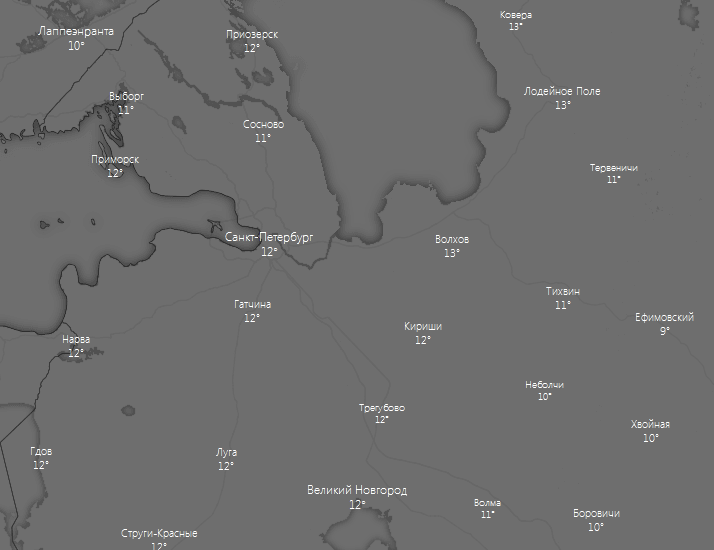 Ковера
13°
Лаппеэнранта
10°
Приозерск
12°
Лодейное Поле
13°
Выборг
11°
Сосново
11°
Приморск
12°
Тервеничи
11°
Санкт-Петербург
12°
Волхов
13°
Тихвин
11°
Гатчина
12°
Ефимовский
9°
Кириши
12°
Нарва
12°
Неболчи
10°
Трегубово
12°
Хвойная
10°
Гдов
12°
Луга
12°
Великий Новгород
12°
Волма
11°
Боровичи
10°
Струги-Красные
12°